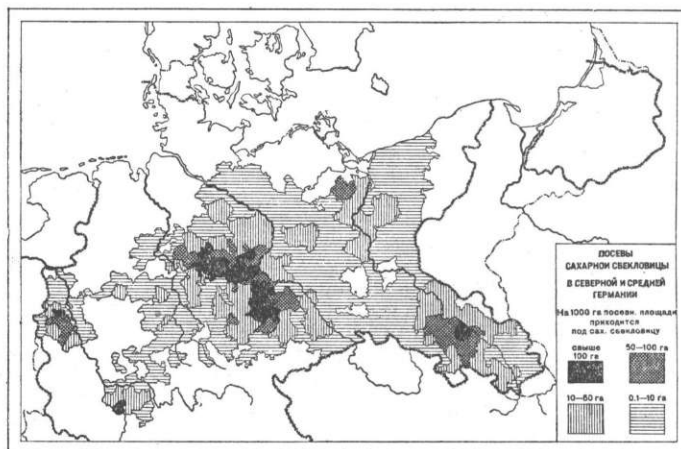 ПОСЕВЫ
САХАРНОЙ СВЕКЛОВИЦЫ
В СЕВЕРНОЙ И СРЕДНЕЙ
ГЕРМАНИИ
На 1000 га посевн. площади
приходится
под сах. свекловицу
свыше 100 га
50—100 га
10—50 га
0.1—10 га